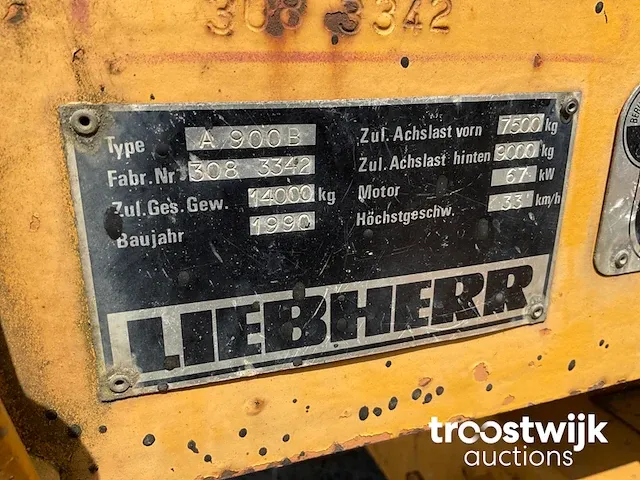 308 3342
Type A 900B
Fabr.Nr 308 3342
Zul.Ges.Gew. 14000 kg
Baujahr 1990
Zul. Achslast vorn 7500 kg
Zul. Achslast hinten 9000 kg
Motor 67 kW
Höchstgeschw. 33 km/h
LIEBHERR
troostwijk
auctions